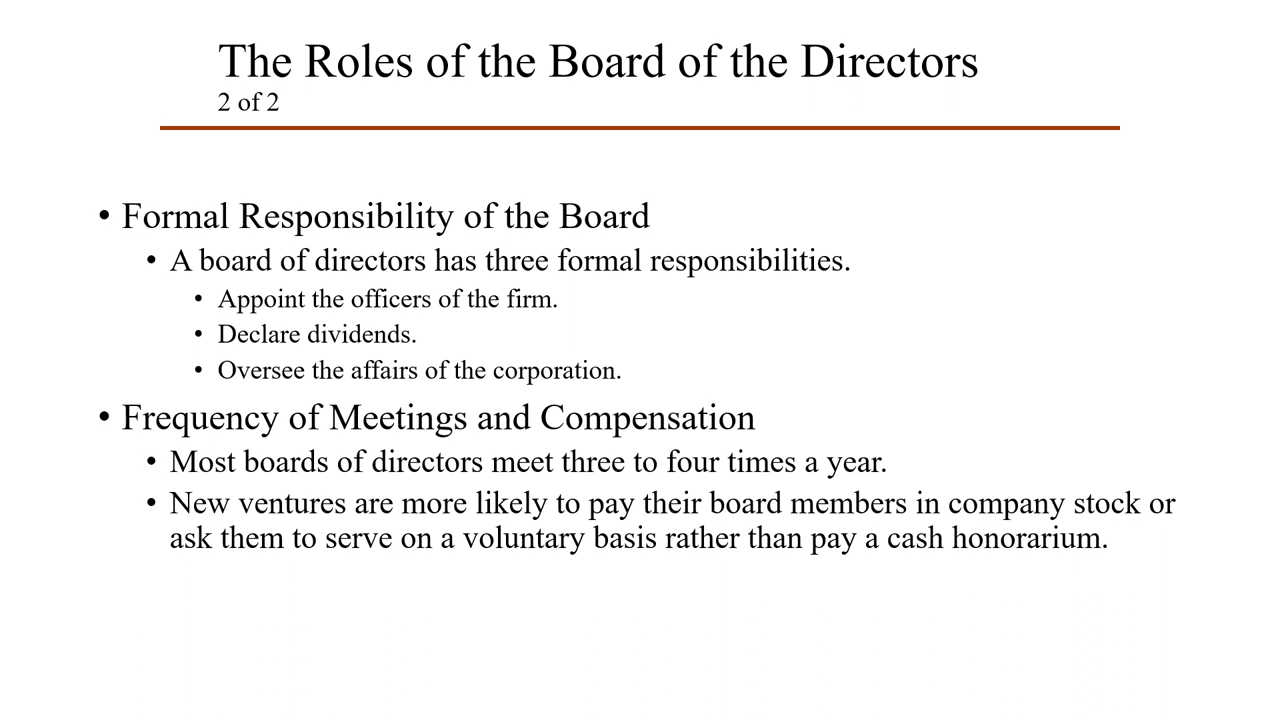 The Roles of the Board of the Directors
2 of 2
• Formal Responsibility of the Board
• A board of directors has three formal responsibilities.
• Appoint the officers of the firm.
• Declare dividends.
• Oversee the affairs of the corporation.
• Frequency of Meetings and Compensation
• Most boards of directors meet three to four times a year.
• New ventures are more likely to pay their board members in company stock or
ask them to serve on a voluntary basis rather than pay a cash honorarium.